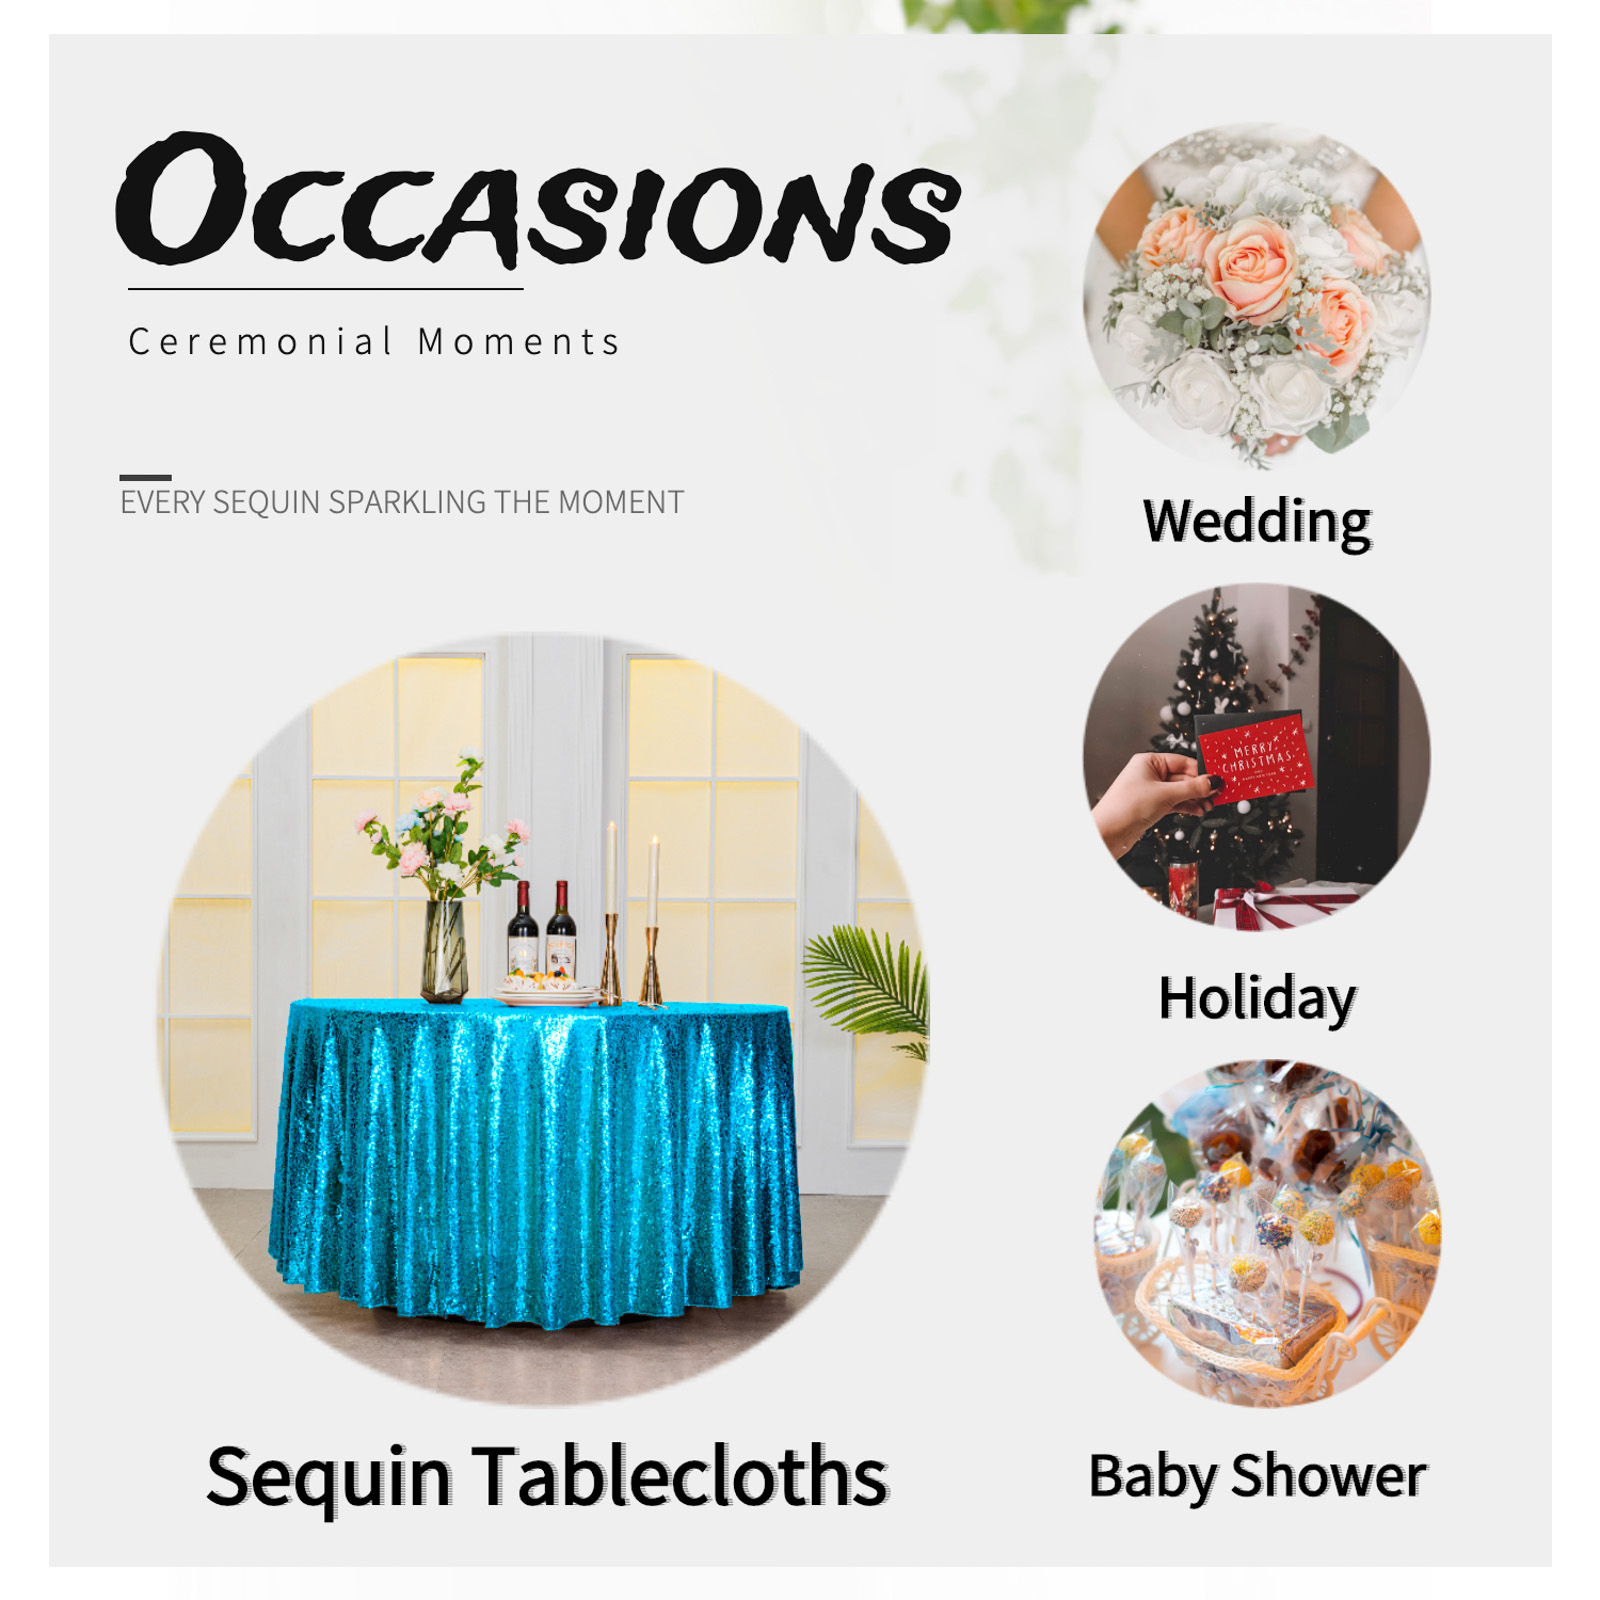 OCCASIONS
Ceremonial Moments
EVERY SEQUIN SPARKLING THE MOMENT
Wedding
MERRY
CHRISTMAS
Holiday
Sequin Tablecloths
Baby Shower